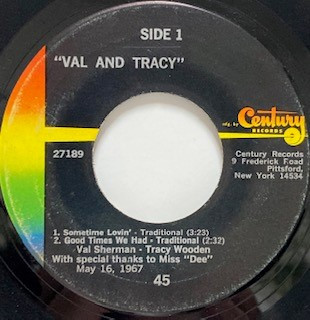 SIDE 1
"VAL AND TRACY"
mfg. by Century
RECORDS
27189
Century Records
9 Frederick Road
Pittsford,
New York 14534
1. Sometime Lovin' - Traditional (3:23)
2. Good Times We Had - Traditional (2:32)
Val Sherman - Tracy Wooden
With special thanks to Miss "Dee"
May 16, 1967
45